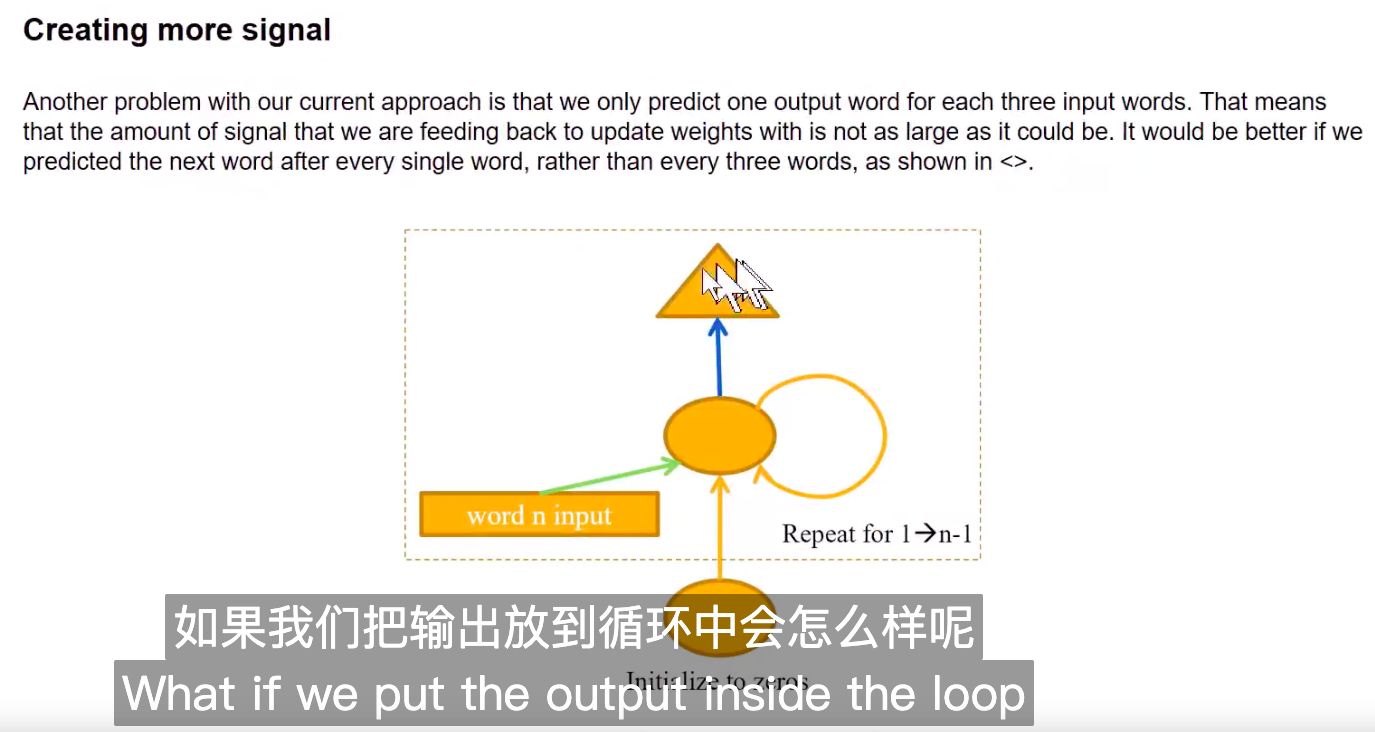 Creating more signal
Another problem with our current approach is that we only predict one output word for each three input words. That means
that the amount of signal that we are feeding back to update weights with is not as large as it could be. It would be better if we
predicted the next word after every single word, rather than every three words, as shown in <>.
word n input
Repeat for 1→n-1
如果我们把输出放到循环中会怎么样呢
Initialize to zeros
What if we put the output inside the loop